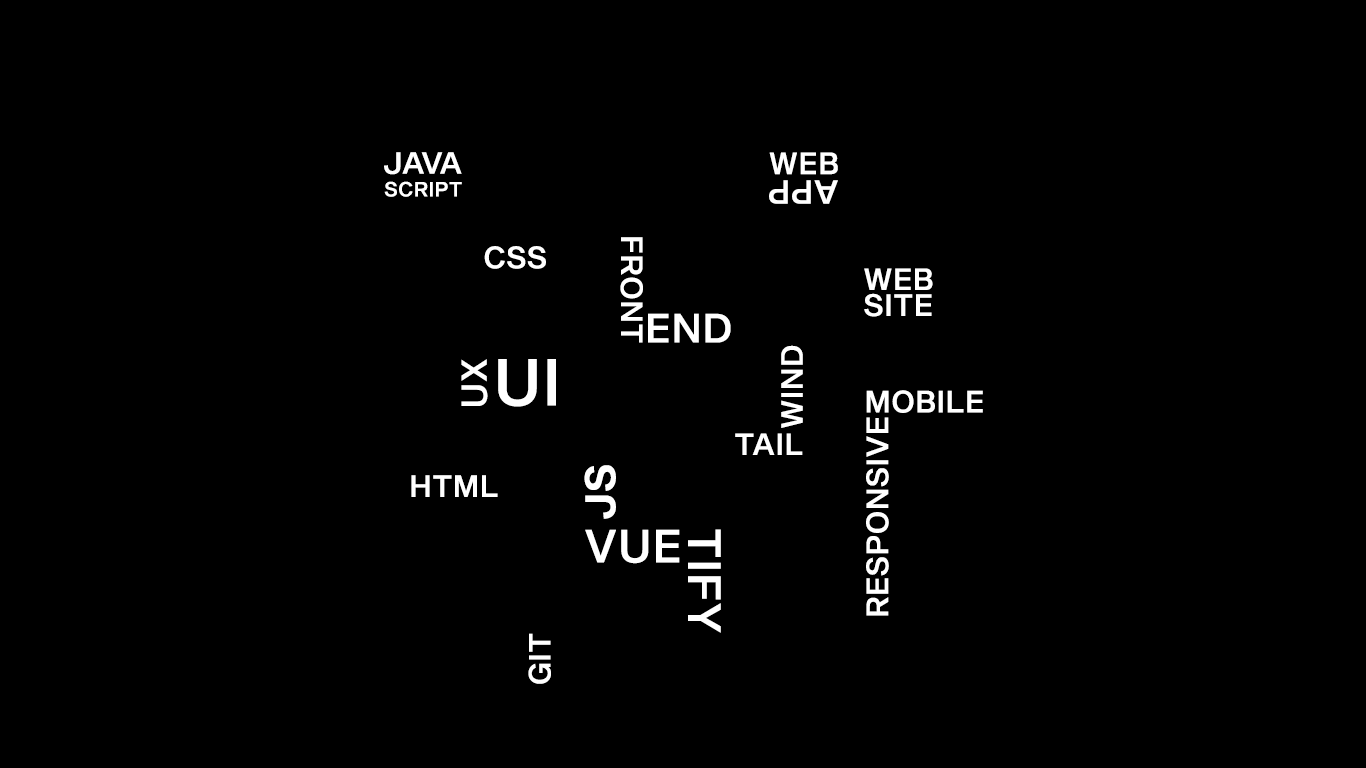 JAVA
SCRIPT
WEB
APP
CSS
FRONT
END
WEB
SITE
UX
UI
WIND
TAIL
MOBILE
RESPONSIVE
HTML
JS
VUE
TIFY
GIT